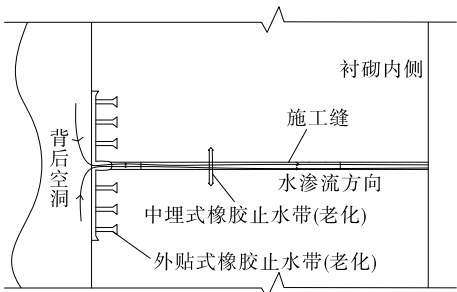 衬砌内侧
施工缝
背后空洞
水渗流方向
中埋式橡胶止水带(老化)
外贴式橡胶止水带(老化)